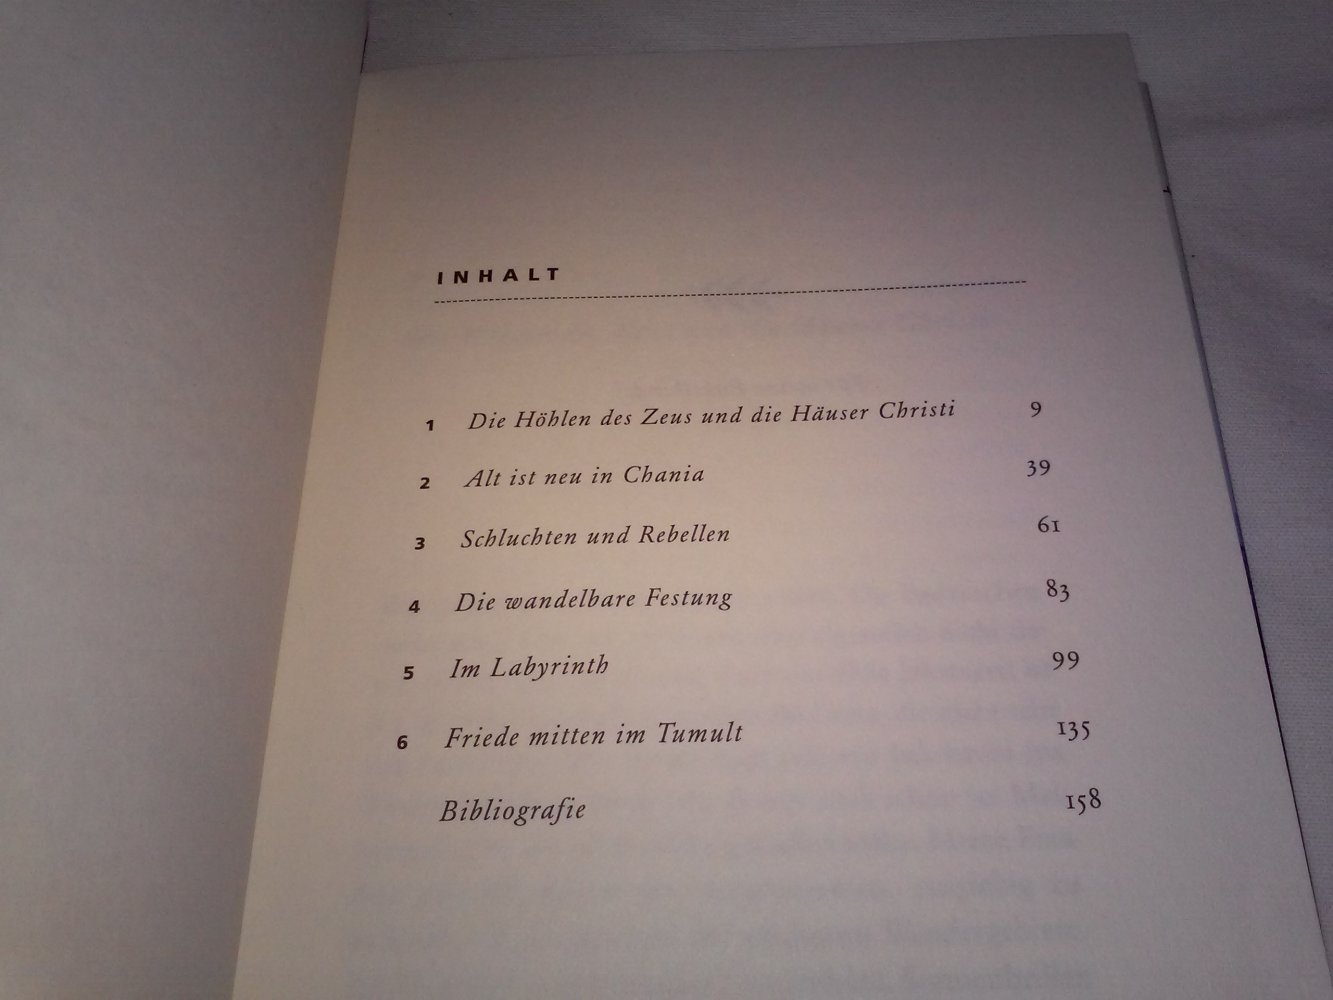 INHALT
1 Die Höhlen des Zeus und die Häuser Christi 9
2 Alt ist neu in Chania 39
3 Schluchten und Rebellen 61
4 Die wandelbare Festung 83
5 Im Labyrinth 99
6 Friede mitten im Tumult 135
Bibliografie 158